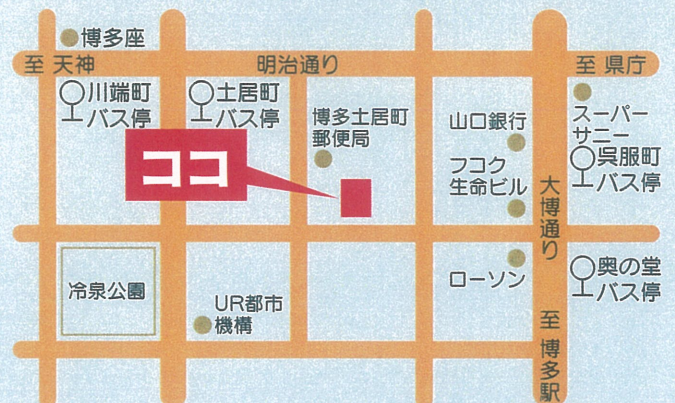 博多座
至 天神
明治通り
至 県庁
川端町
バス停
土居町
バス停
博多土居町
郵便局
山口銀行
スーパー
サニー
呉服町
バス停
ココ
フコク
生命ビル
大博通り
冷泉公園
UR都市
機構
ローソン
奥の堂
バス停
至 博多駅